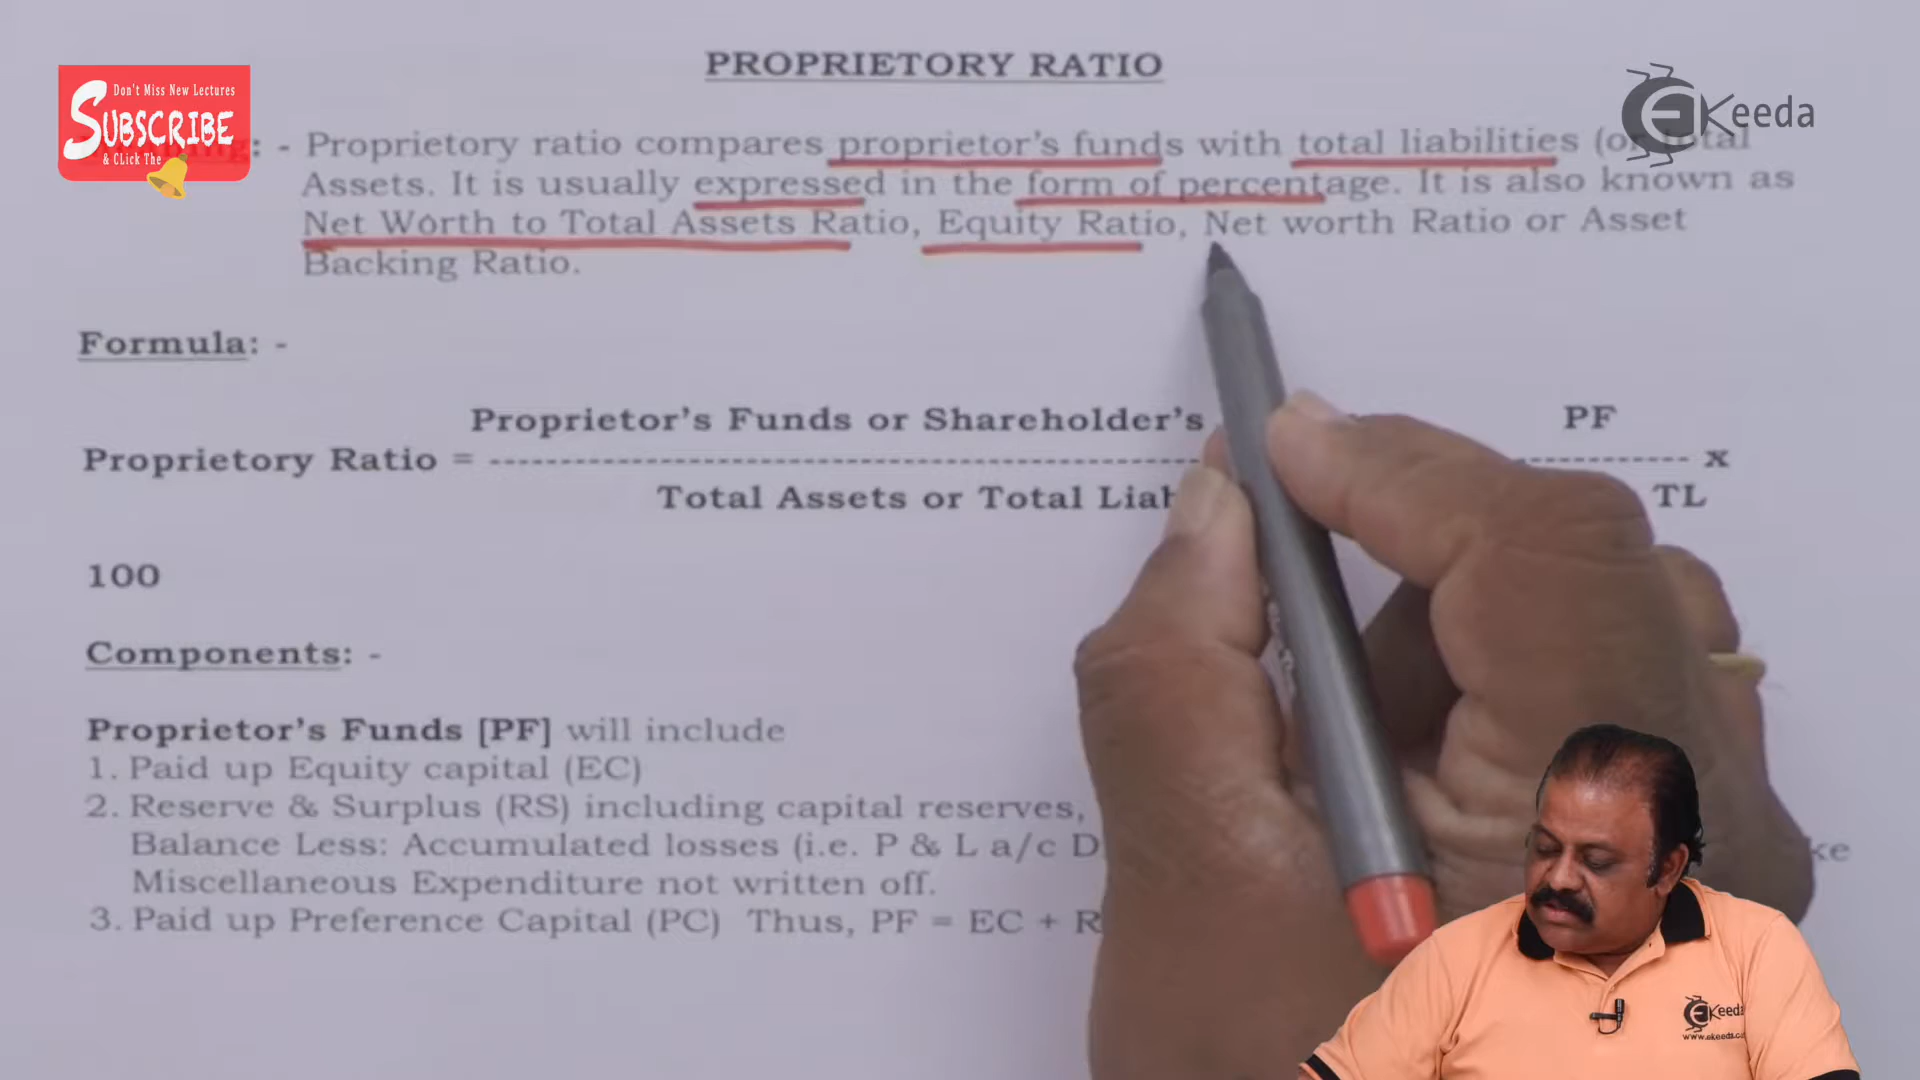 PROPRIETORY RATIO
Don't Miss New Lectures
SUBSCRIBE
& CLick The
EKeeda
: - Proprietory ratio compares proprietor's funds with total liabilities (or total
Assets. It is usually expressed in the form of percentage. It is also known as
Net Worth to Total Assets Ratio, Equity Ratio, Net worth Ratio or Asset
Backing Ratio.
Formula: -
Proprietor's Funds or Shareholder's PF
Proprietory Ratio = ---------- x
Total Assets or Total TL
100
Components: -
Proprietor's Funds [PF] will include
1. Paid up Equity capital (EC)
2. Reserve & Surplus (RS) including capital reserves,
Balance Less: Accumulated losses (i.e. P & L a/c
Miscellaneous Expenditure not written off.
3. Paid up Preference Capital (PC) Thus, PF = EC +
EKeeda